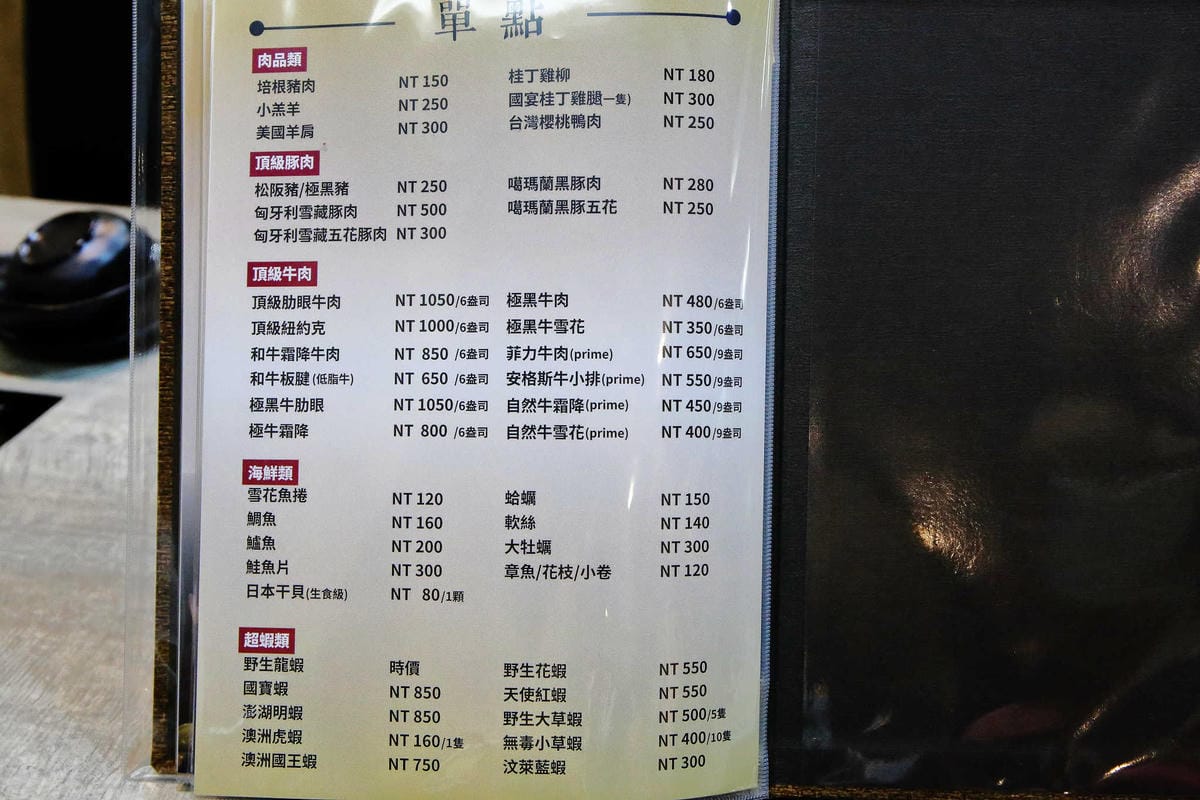 單點
肉品類
培根豬肉 NT 150 桂丁雞柳 NT 180
小羔羊 NT 250 國宴桂丁雞腿一隻) NT 300
美國羊肩 NT 300 台灣櫻桃鴨肉 NT 250
頂級豚肉
松阪豬/極黑豬 NT 250 噶瑪蘭黑豚肉 NT 280
匈牙利雪藏豚肉 NT 500 噶瑪蘭黑豚五花 NT 250
匈牙利雪藏五花豚肉 NT 300
頂級牛肉
頂級肋眼牛肉 NT 1050/6盎司 極黑牛肉 NT 480/6盎司
頂級紐約克 NT 1000/6盎司 極黑牛雪花 NT 350/6盎司
和牛霜降牛肉 NT 850 /6盎司 菲力牛肉(prime) NT 650/9盎司
和牛板腱(低脂牛) NT 650 /6盎司 安格斯牛小排(prime) NT 550/9盎司
極黑牛肋眼 NT 1050/6盎司 自然牛霜降(prime) NT 450/9盎司
極牛霜降 NT 800 /6盎司 自然牛雪花(prime) NT 400/9盎司
海鮮類
雪花魚捲 NT 120 蛤蠣 NT 150
鯛魚 NT 160 軟絲 NT 140
鱸魚 NT 200 大牡蠣 NT 300
鮭魚片 NT 300 章魚/花枝/小卷 NT 120
日本干貝(生食級) NT 80/1顆
超蝦類
野生龍蝦 時價 野生花蝦 NT 550
國寶蝦 NT 850 天使紅蝦 NT 550
澎湖明蝦 NT 850 野生大草蝦 NT 500/5隻
澳洲虎蝦 NT 160/1隻 無毒小草蝦 NT 400/10隻
澳洲國王蝦 NT 750 汶萊藍蝦 NT 300